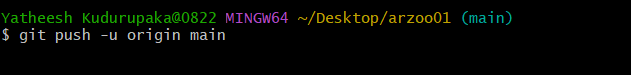 Yatheesh Kudurupaka@0822 MINGW64 ~/Desktop/arzoo01 (main)
$ git push -u origin main